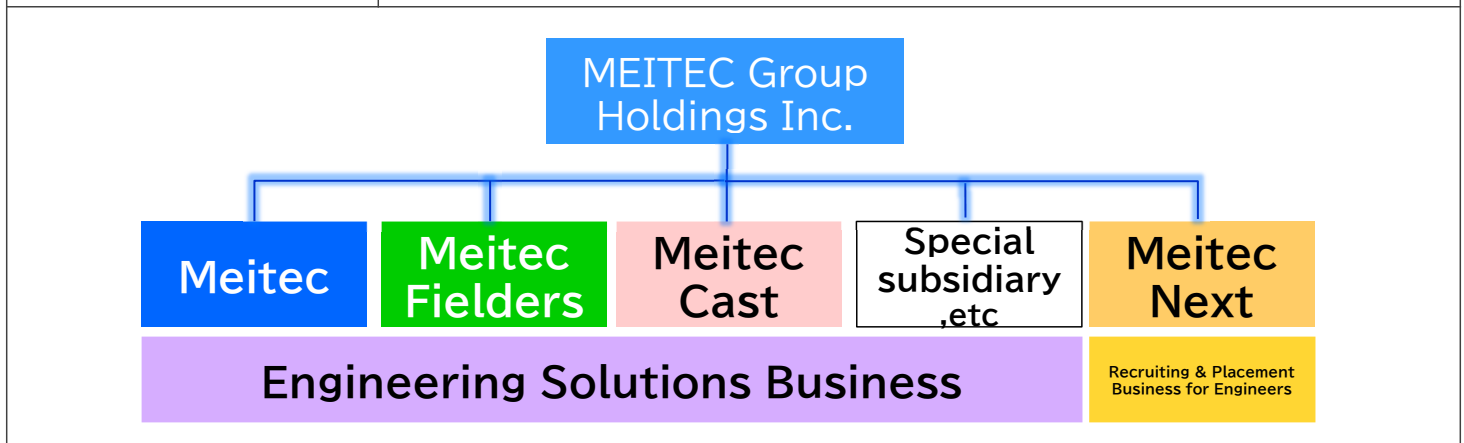 MEITEC Group
Holdings Inc.
Meitec
Meitec
Fielders
Meitec
Cast
Special
subsidiary
,etc
Meitec
Next
Engineering Solutions Business
Recruiting & Placement
Business for Engineers